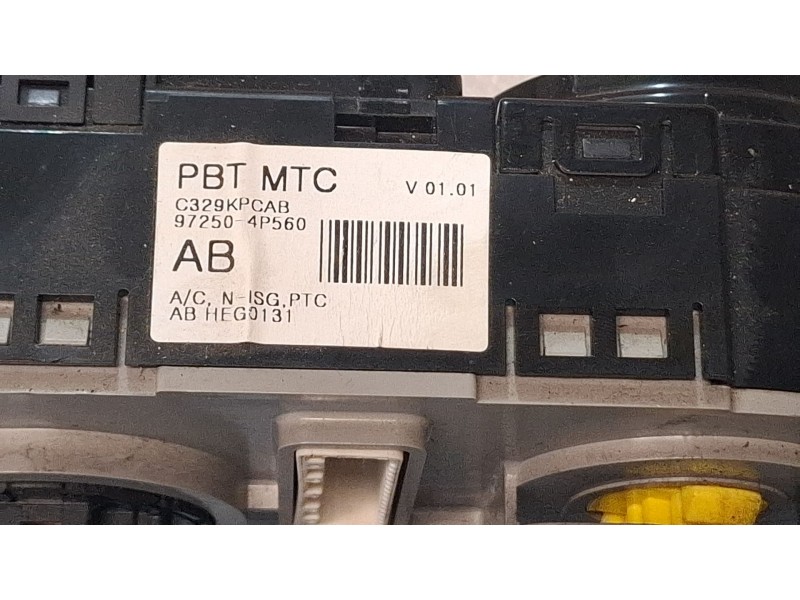 PBT MTC V 01.01
C329KPCAB
97250-4P560
AB
A/C, N-ISG, PTC
AB HEG0131